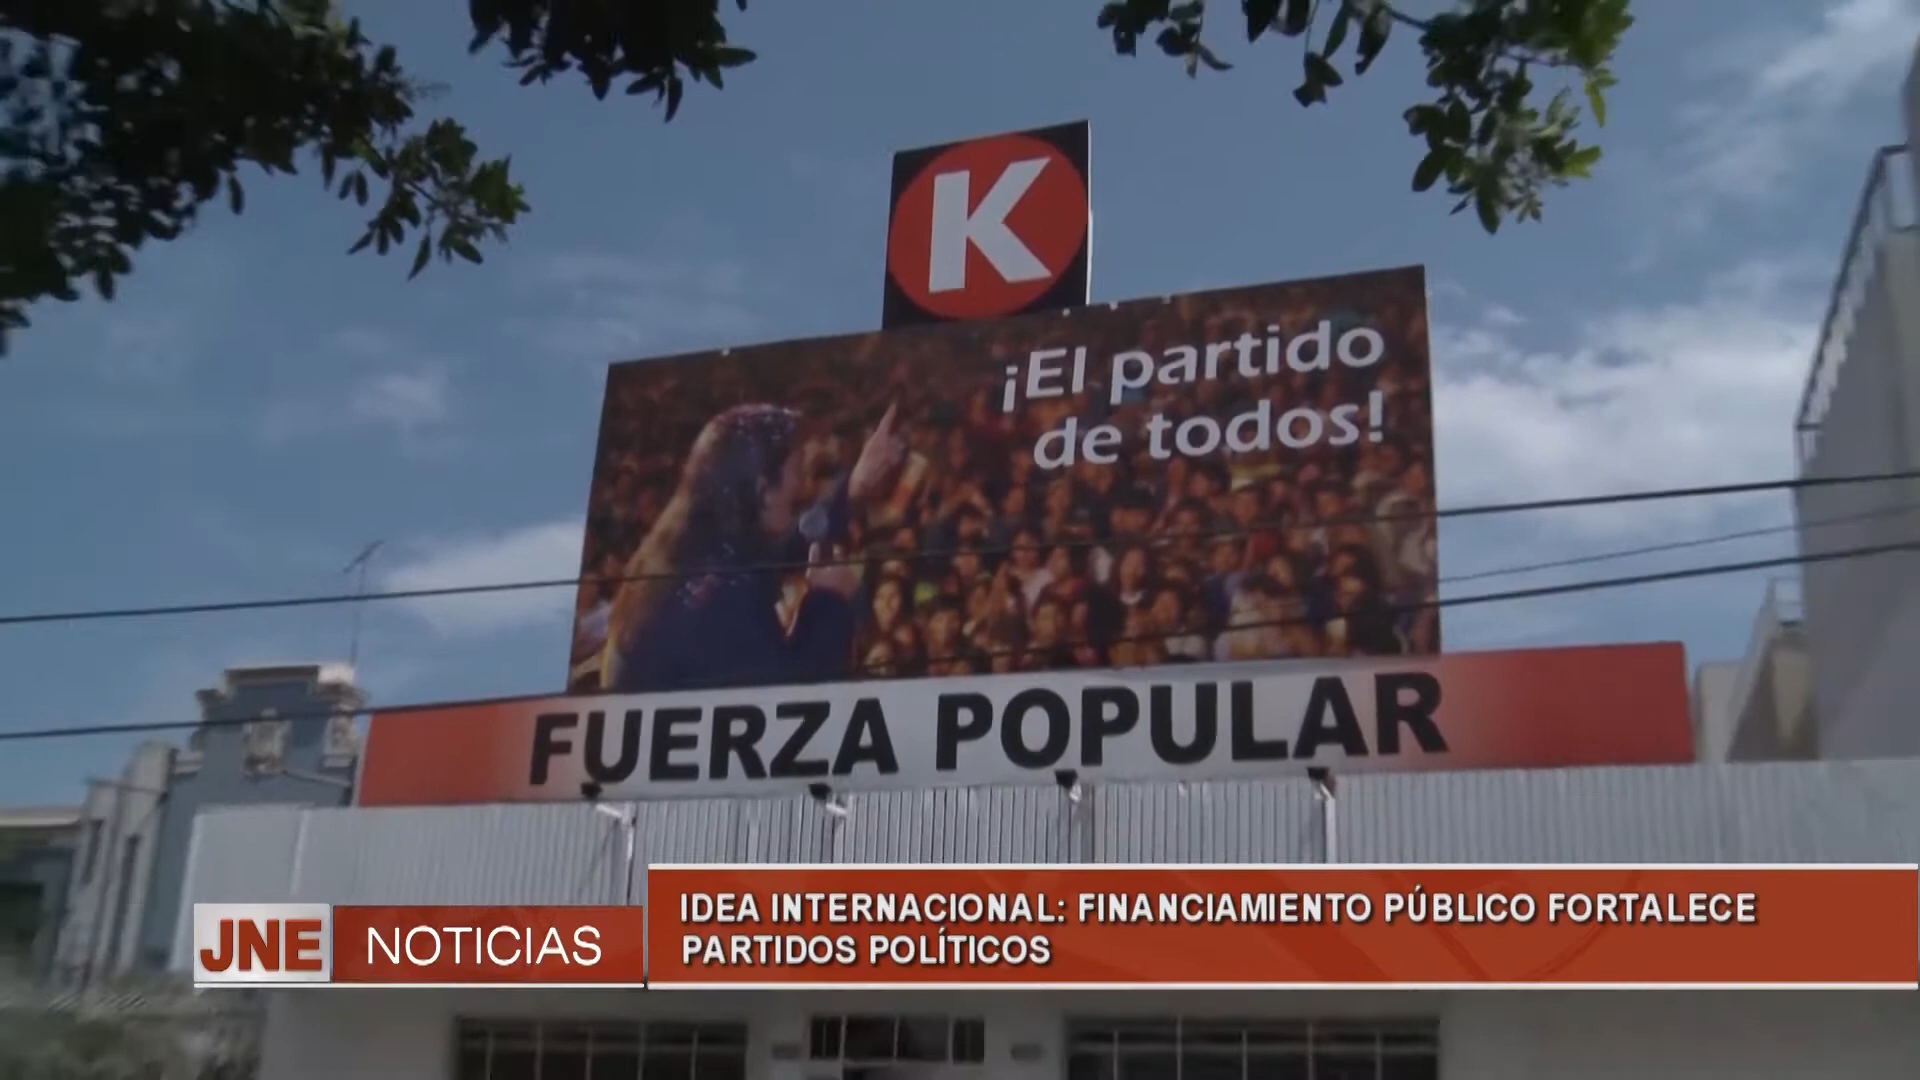 K
¡El partido
de todos!
FUERZA POPULAR
JNE NOTICIAS
IDEA INTERNACIONAL: FINANCIAMIENTO PÚBLICO FORTALECE
PARTIDOS POLÍTICOS